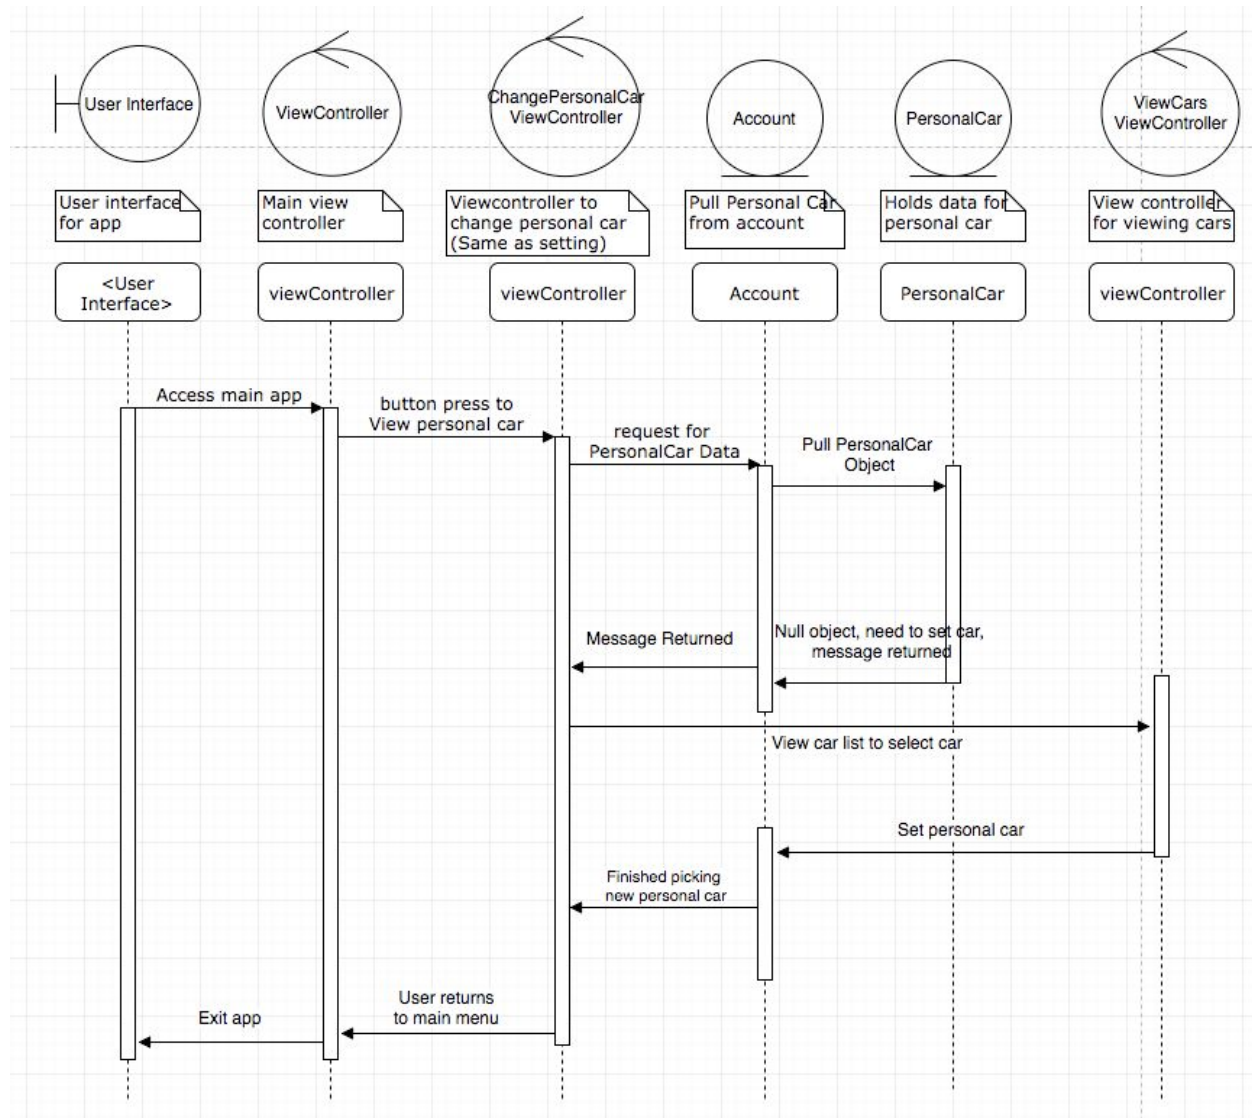 User Interface
ViewController
ChangePersonalCar
ViewController
Account
PersonalCar
ViewCars
ViewController
User interface
for app
Main view
controller
Viewcontroller to
change personal car
(Same as setting)
Pull Personal Car
from account
Holds data for
personal car
View controller
for viewing cars
<User
Interface>
viewController
viewController
Account
PersonalCar
viewController
Access main app
button press to
View personal car
request for
PersonalCar Data
Pull PersonalCar
Object
Null object, need to set car,
message returned
Message Returned
View car list to select car
Set personal car
Finished picking
new personal car
User returns
to main menu
Exit app